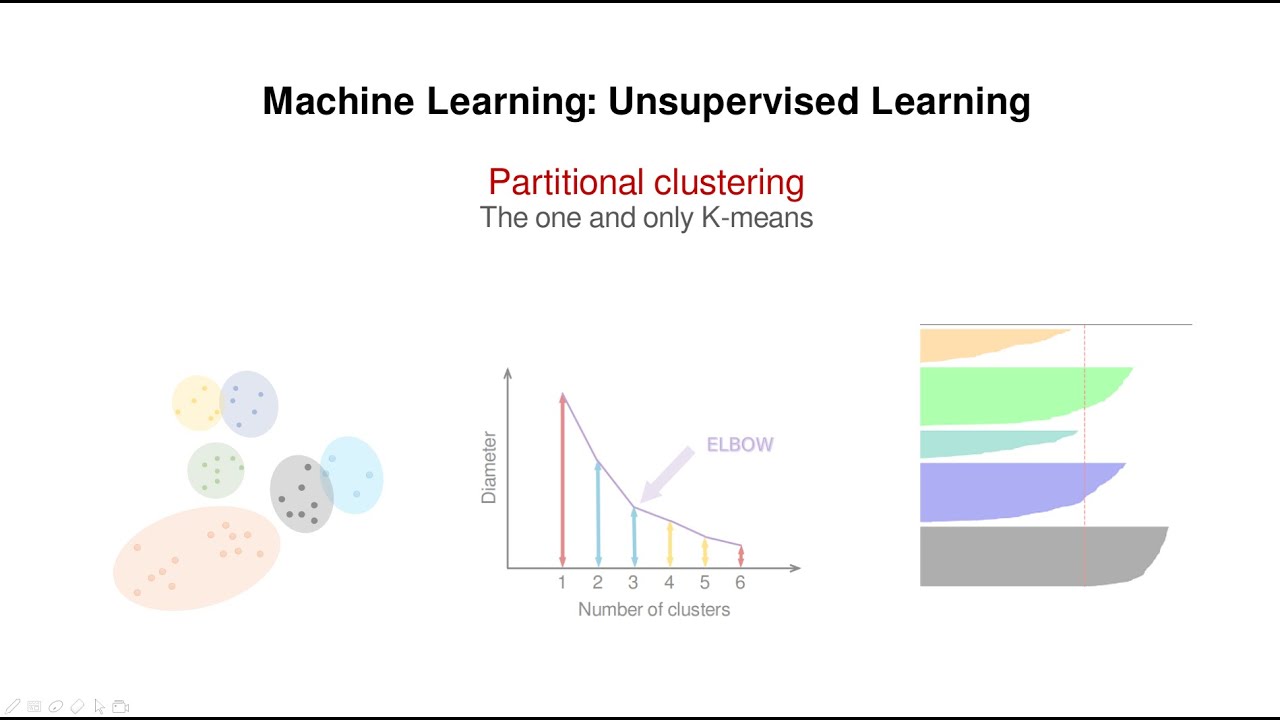 Machine Learning: Unsupervised Learning
Partitional clustering
The one and only K-means
ELBOW
Diameter
1 2 3 4 5 6
Number of clusters